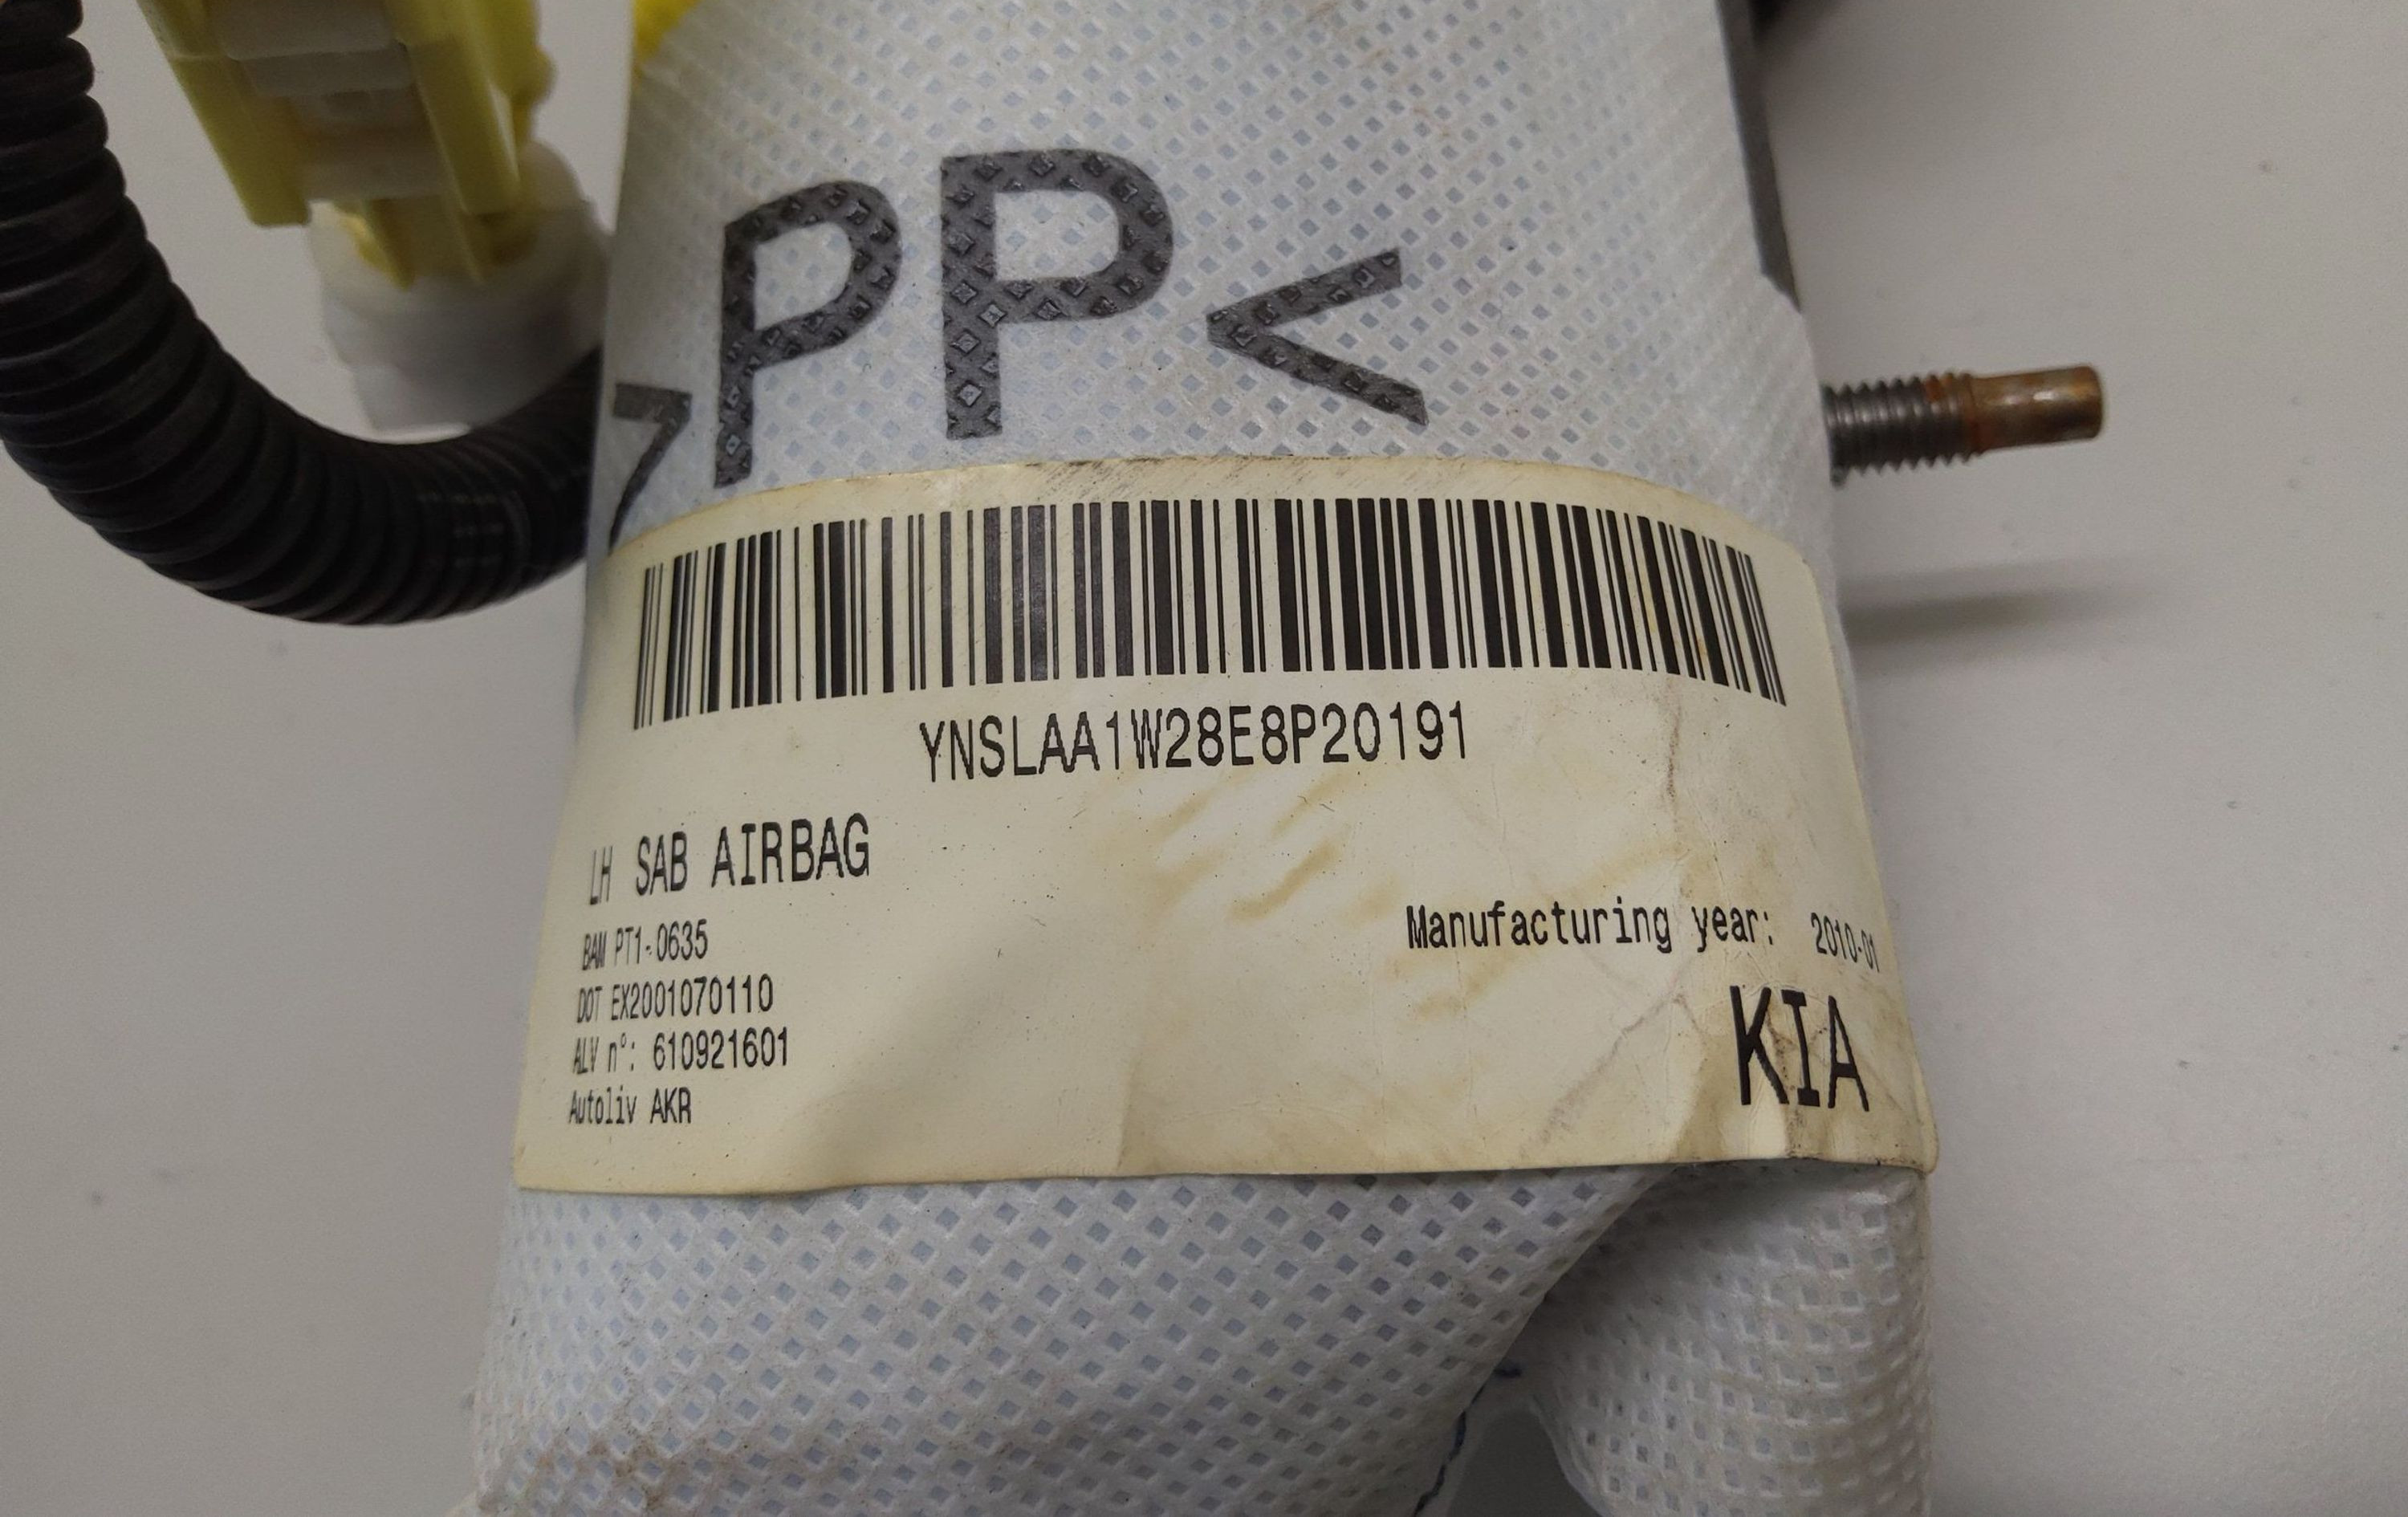 >PP<
YNSLAA1W28E8P20191
LH SAB AIRBAG
BAM PT1-0635
DOT EX2001070110
ALV n°: 610921601
Autoliv AKR
Manufacturing year: 2010-01
KIA